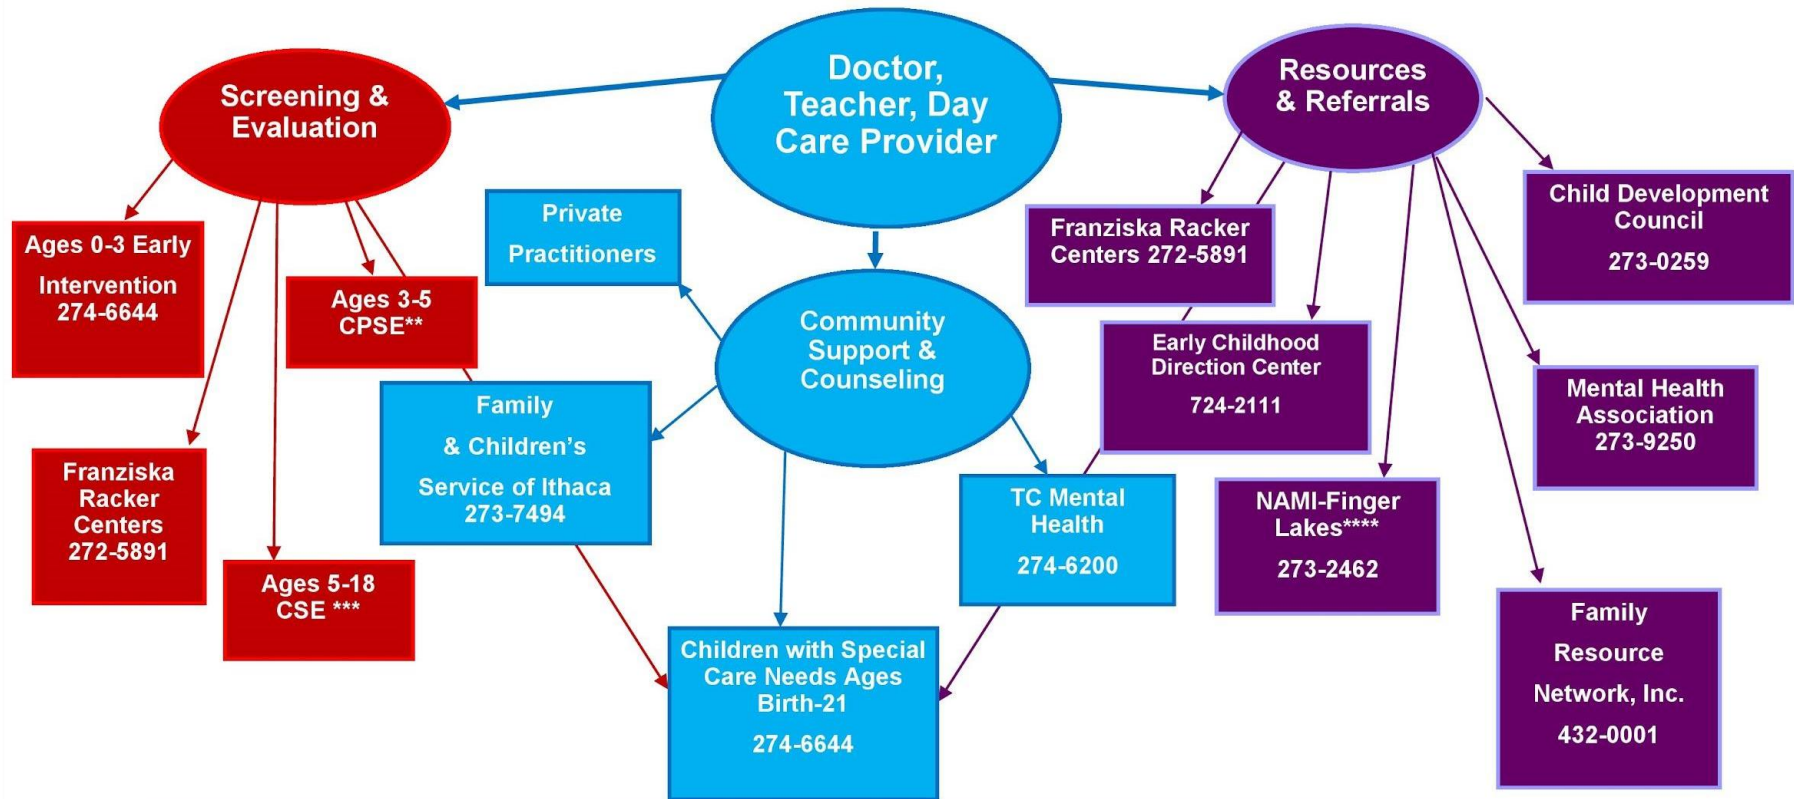 Doctor,
Teacher, Day
Care Provider
Screening &
Evaluation
Resources
& Referrals
Community
Support &
Counseling
Ages 0-3 Early
Intervention
274-6644
Franziska
Racker
Centers
272-5891
Ages 5-18
CSE ***
Ages 3-5
CPSE**
Private
Practitioners
Family
& Children’s
Service of Ithaca
273-7494
Children with Special
Care Needs Ages
Birth-21
274-6644
TC Mental
Health
274-6200
Franziska Racker
Centers 272-5891
Early Childhood
Direction Center
724-2111
NAMI-Finger
Lakes****
273-2462
Child Development
Council
273-0259
Mental Health
Association
273-9250
Family
Resource
Network, Inc.
432-0001